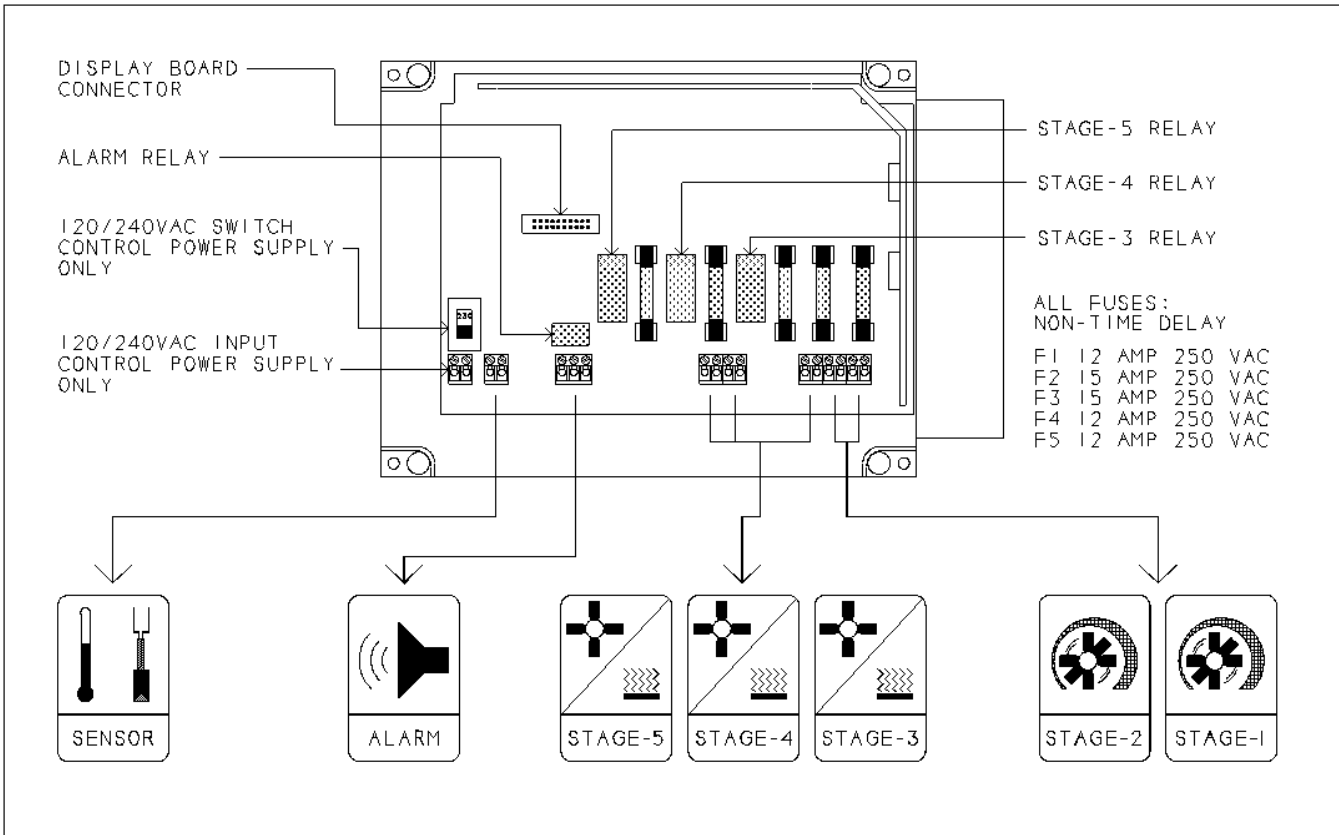 DISPLAY BOARD
CONNECTOR
ALARM RELAY
120/240VAC SWITCH
CONTROL POWER SUPPLY
ONLY
120/240VAC INPUT
CONTROL POWER SUPPLY
ONLY
STAGE-5 RELAY
STAGE-4 RELAY
STAGE-3 RELAY
ALL FUSES:
NON-TIME DELAY
F1 12 AMP 250 VAC
F2 15 AMP 250 VAC
F3 15 AMP 250 VAC
F4 12 AMP 250 VAC
F5 12 AMP 250 VAC
SENSOR
ALARM
STAGE-5
STAGE-4
STAGE-3
STAGE-2
STAGE-1